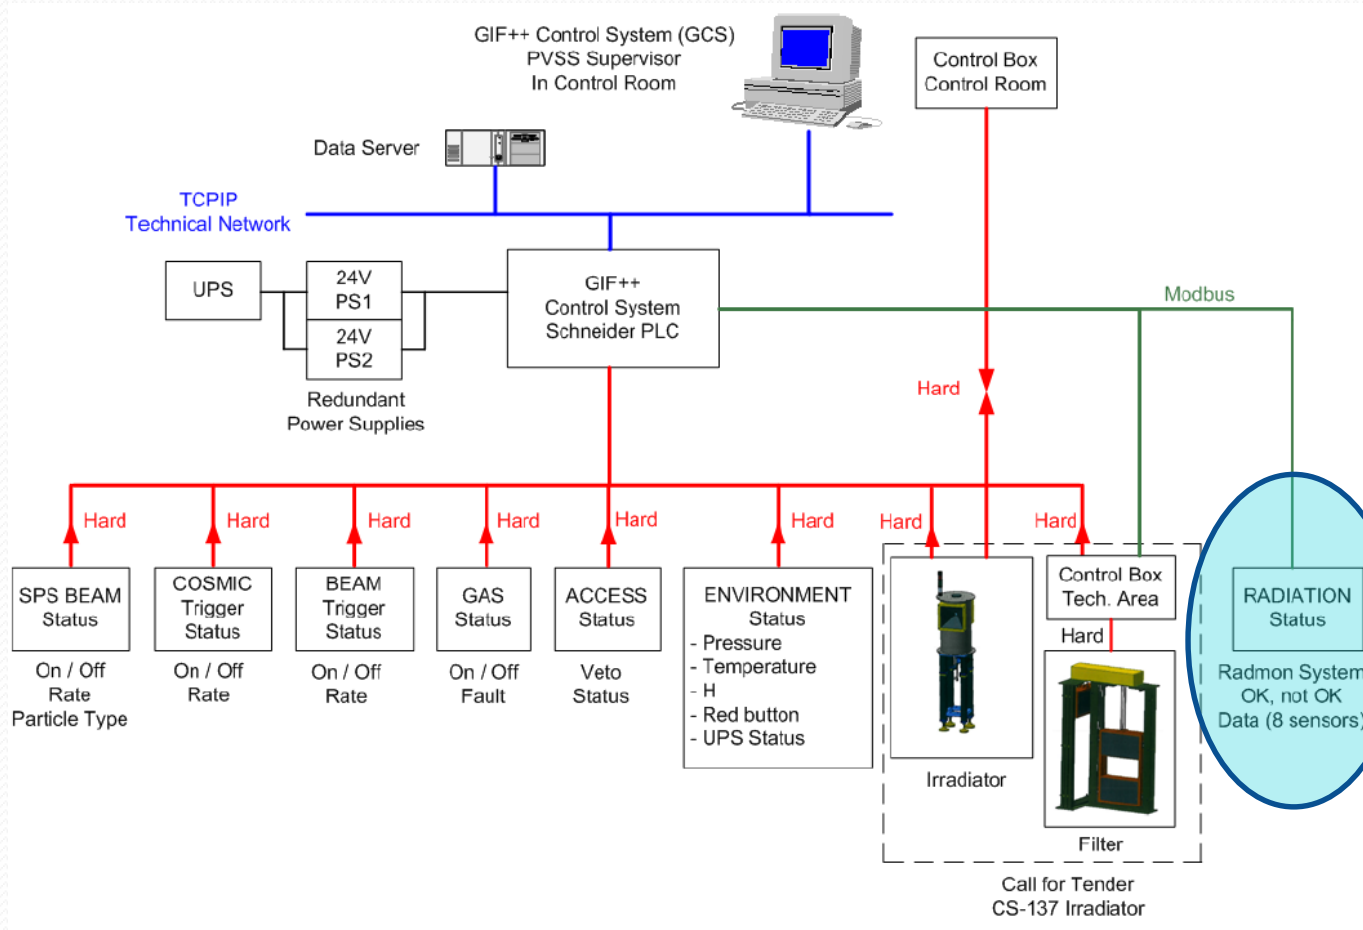 GIF++ Control System (GCS)
PVSS Supervisor
In Control Room
Control Box
Control Room
Data Server
TCPIP
Technical Network
UPS
24V
PS1
24V
PS2
Redundant
Power Supplies
GIF++
Control System
Schneider PLC
Modbus
Hard
Hard
Hard
Hard
Hard
Hard
Hard
Hard
Hard
SPS BEAM
Status
On / Off
Rate
Particle Type
COSMIC
Trigger
Status
On / Off
Rate
BEAM
Trigger
Status
On / Off
Rate
GAS
Status
On / Off
Fault
ACCESS
Status
Veto
Status
ENVIRONMENT
Status
- Pressure
- Temperature
- H
- Red button
- UPS Status
Irradiator
Control Box
Tech. Area
Hard
Filter
Call for Tender
CS-137 Irradiator
RADIATION
Status
Radmon System
OK, not OK
Data (8 sensors)